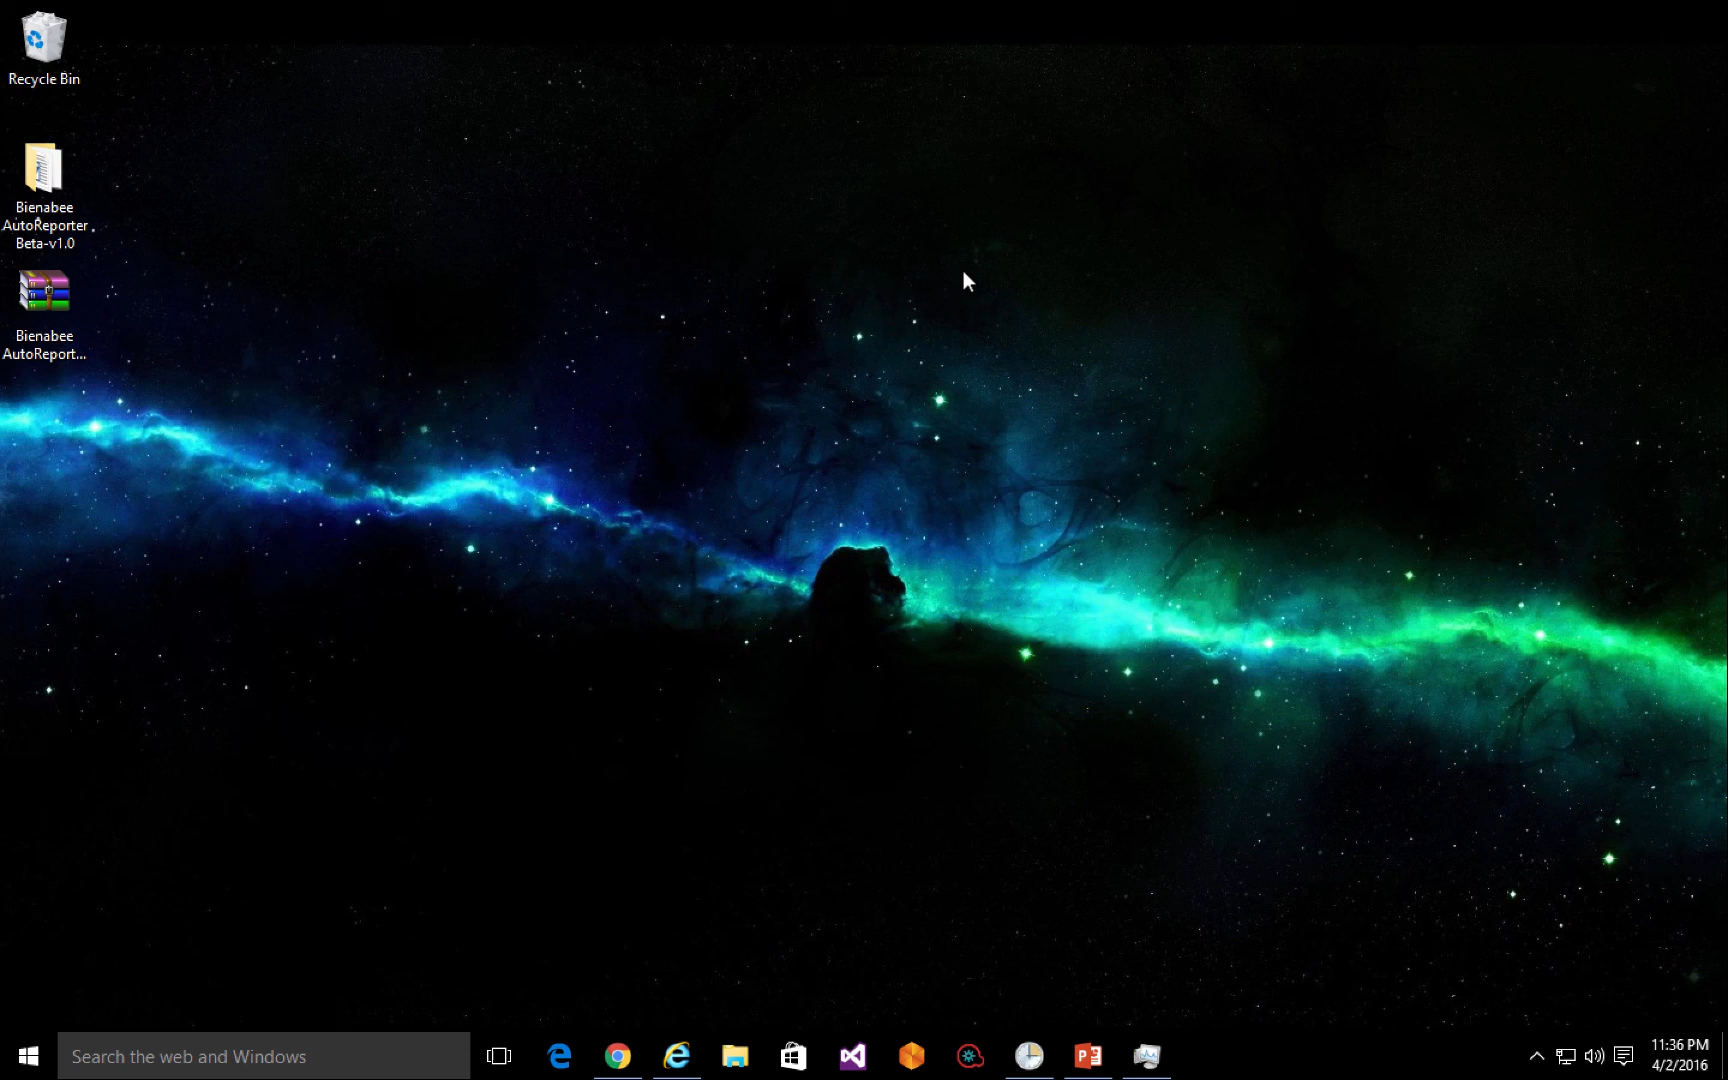 Recycle Bin
Bienabee
AutoReporter
Beta-v1.0
Bienabee
AutoReport...
Search the web and Windows
11:36 PM
4/2/2016